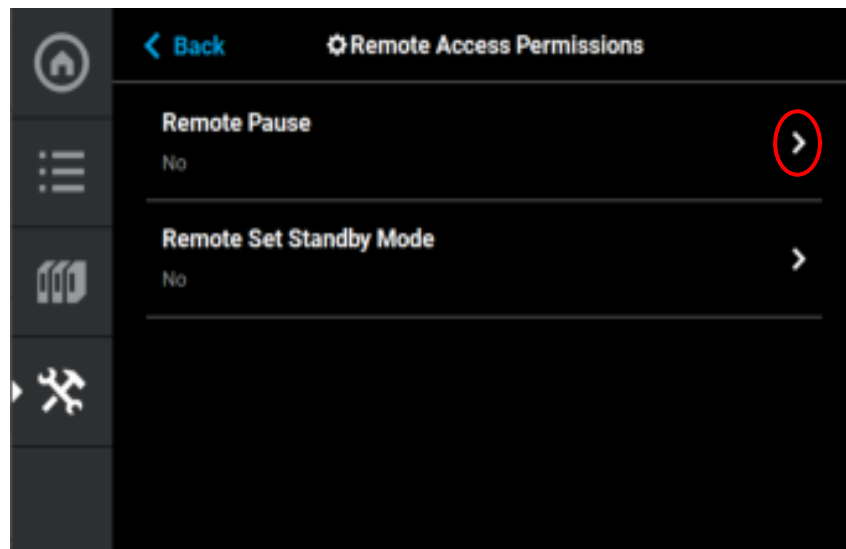 Back
Remote Access Permissions
Remote Pause
No
Remote Set Standby Mode
No